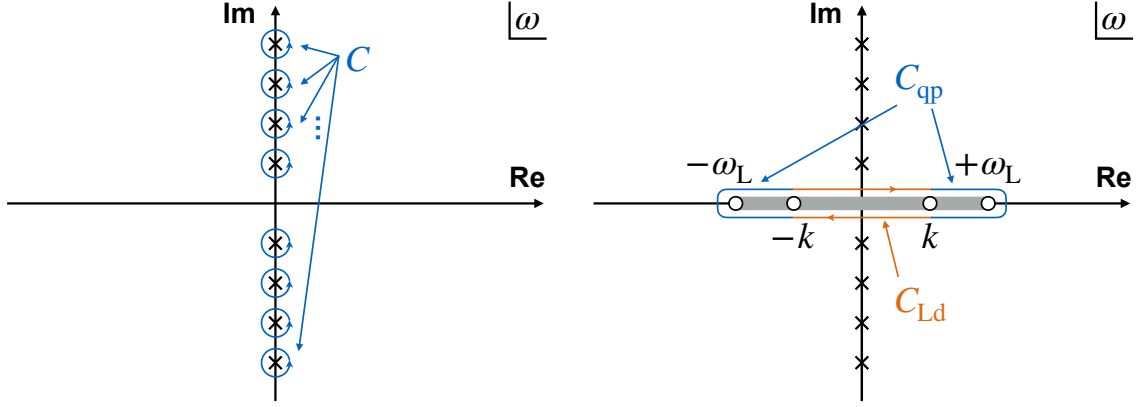 Im
ω
C
⋮
Re
Im
ω
C_qp
−ω_L
+ω_L
Re
−k
k
C_Ld